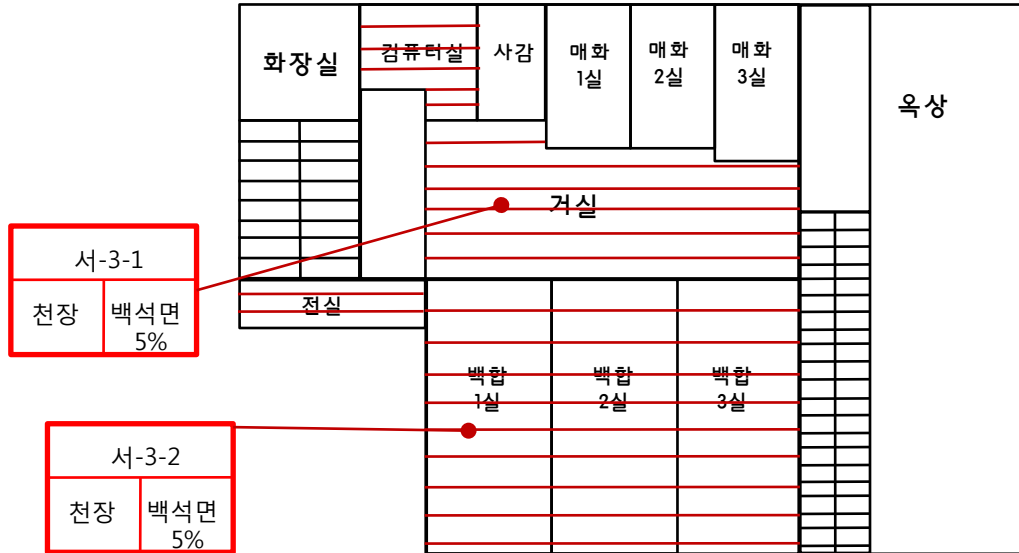 화장실
컴퓨터실
사감
매화
1실
매화
2실
매화
3실
옥상
거실
서-3-1
천장
백석면
5%
전실
백합
1실
백합
2실
백합
3실
서-3-2
천장
백석면
5%